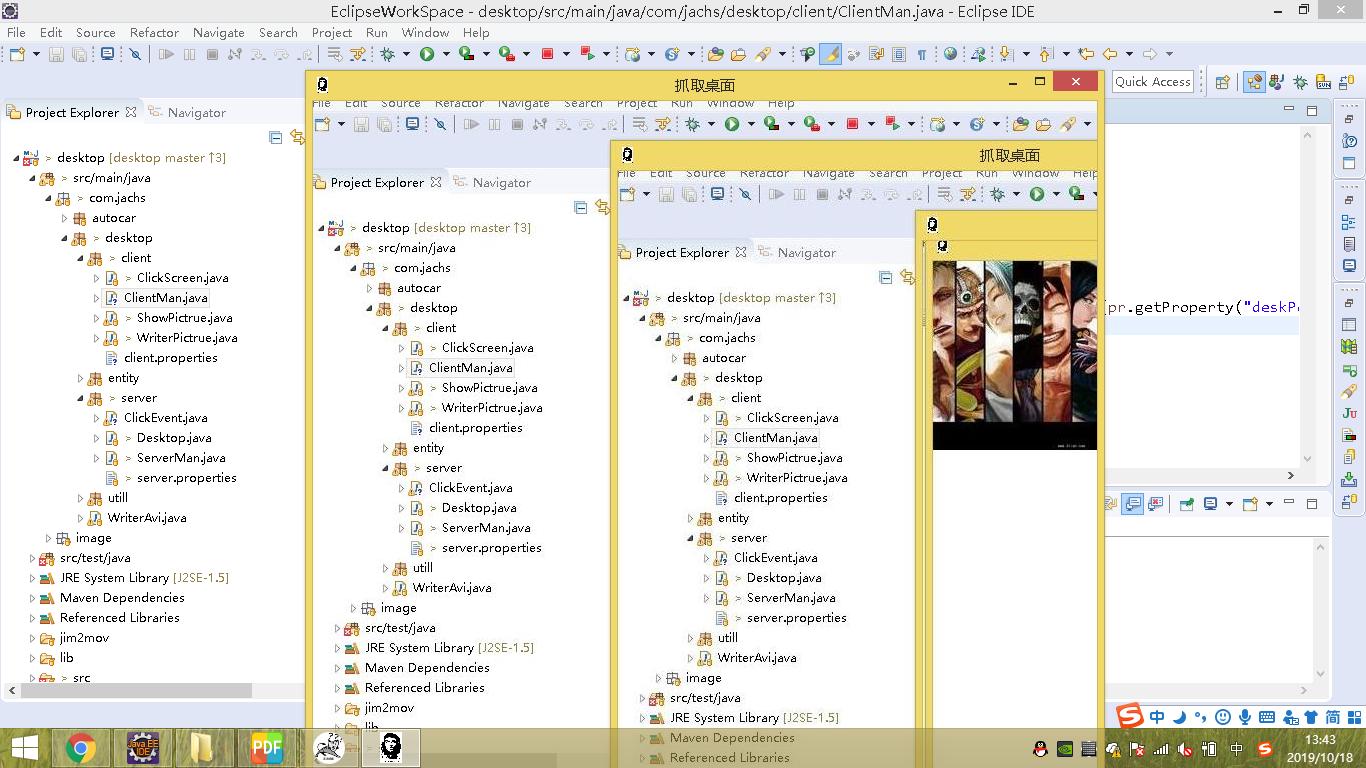 EclipseWorkSpace - desktop/src/main/java/com/jachs/desktop/client/ClientMan.java - Eclipse IDE
File Edit Source Refactor Navigate Search Project Run Window Help
Quick Access
Project Explorer
Navigator
> desktop [desktop master ↑3]
> src/main/java
> com.jachs
autocar
> desktop
> client
> ClickScreen.java
ClientMan.java
> ShowPictrue.java
> WriterPictrue.java
client.properties
entity
> server
> ClickEvent.java
> Desktop.java
> ServerMan.java
> server.properties
utill
WriterAvi.java
image
src/test/java
JRE System Library [J2SE-1.5]
Maven Dependencies
Referenced Libraries
jim2mov
lib
> src
抓取桌面
File Edit Source Refactor Navigate Search Project Run Window Help
Project Explorer
Navigator
> desktop [desktop master ↑3]
> src/main/java
> com.jachs
autocar
> desktop
> client
> ClickScreen.java
ClientMan.java
> ShowPictrue.java
> WriterPictrue.java
client.properties
entity
> server
> ClickEvent.java
> Desktop.java
> ServerMan.java
> server.properties
utill
WriterAvi.java
image
src/test/java
JRE System Library [J2SE-1.5]
Maven Dependencies
Referenced Libraries
jim2mov
lib
抓取桌面
File Edit Source Refactor Navigate Search Project Run Window Help
Project Explorer
Navigator
> desktop [desktop master ↑3]
> src/main/java
> com.jachs
autocar
> desktop
> client
> ClickScreen.java
ClientMan.java
> ShowPictrue.java
> WriterPictrue.java
client.properties
entity
> server
> ClickEvent.java
> Desktop.java
> ServerMan.java
> server.properties
utill
WriterAvi.java
image
src/test/java
JRE System Library [J2SE-1.5]
Maven Dependencies
Referenced Libraries
pr.getProperty("deskP
中
简
Java EE
IDE
PDF
中
13:43
2019/10/18